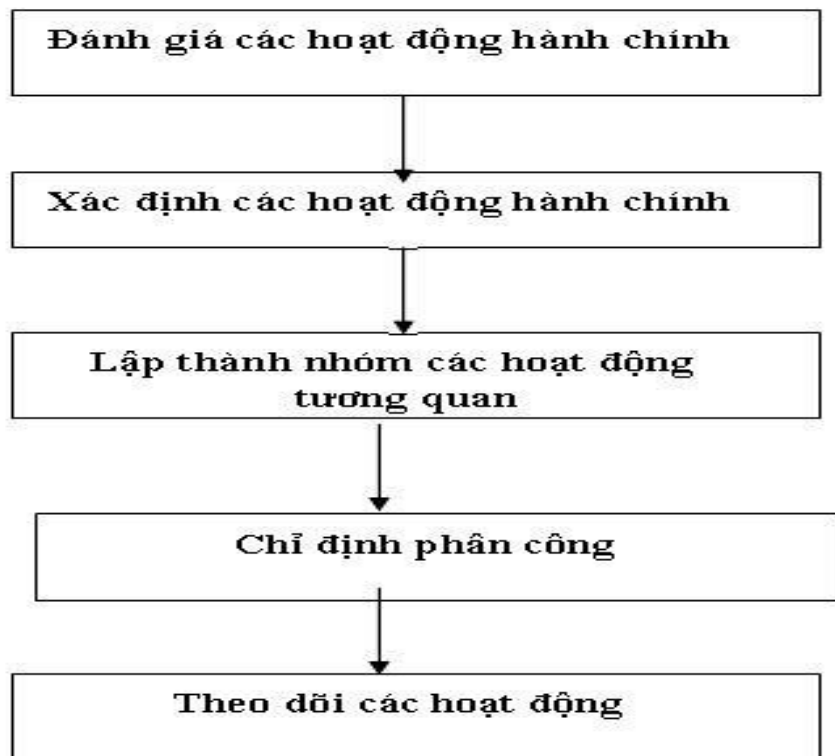 Đánh giá các hoạt động hành chính
Xác định các hoạt động hành chính
Lập thành nhóm các hoạt động
tương quan
Chỉ định phân công
Theo dõi các hoạt động